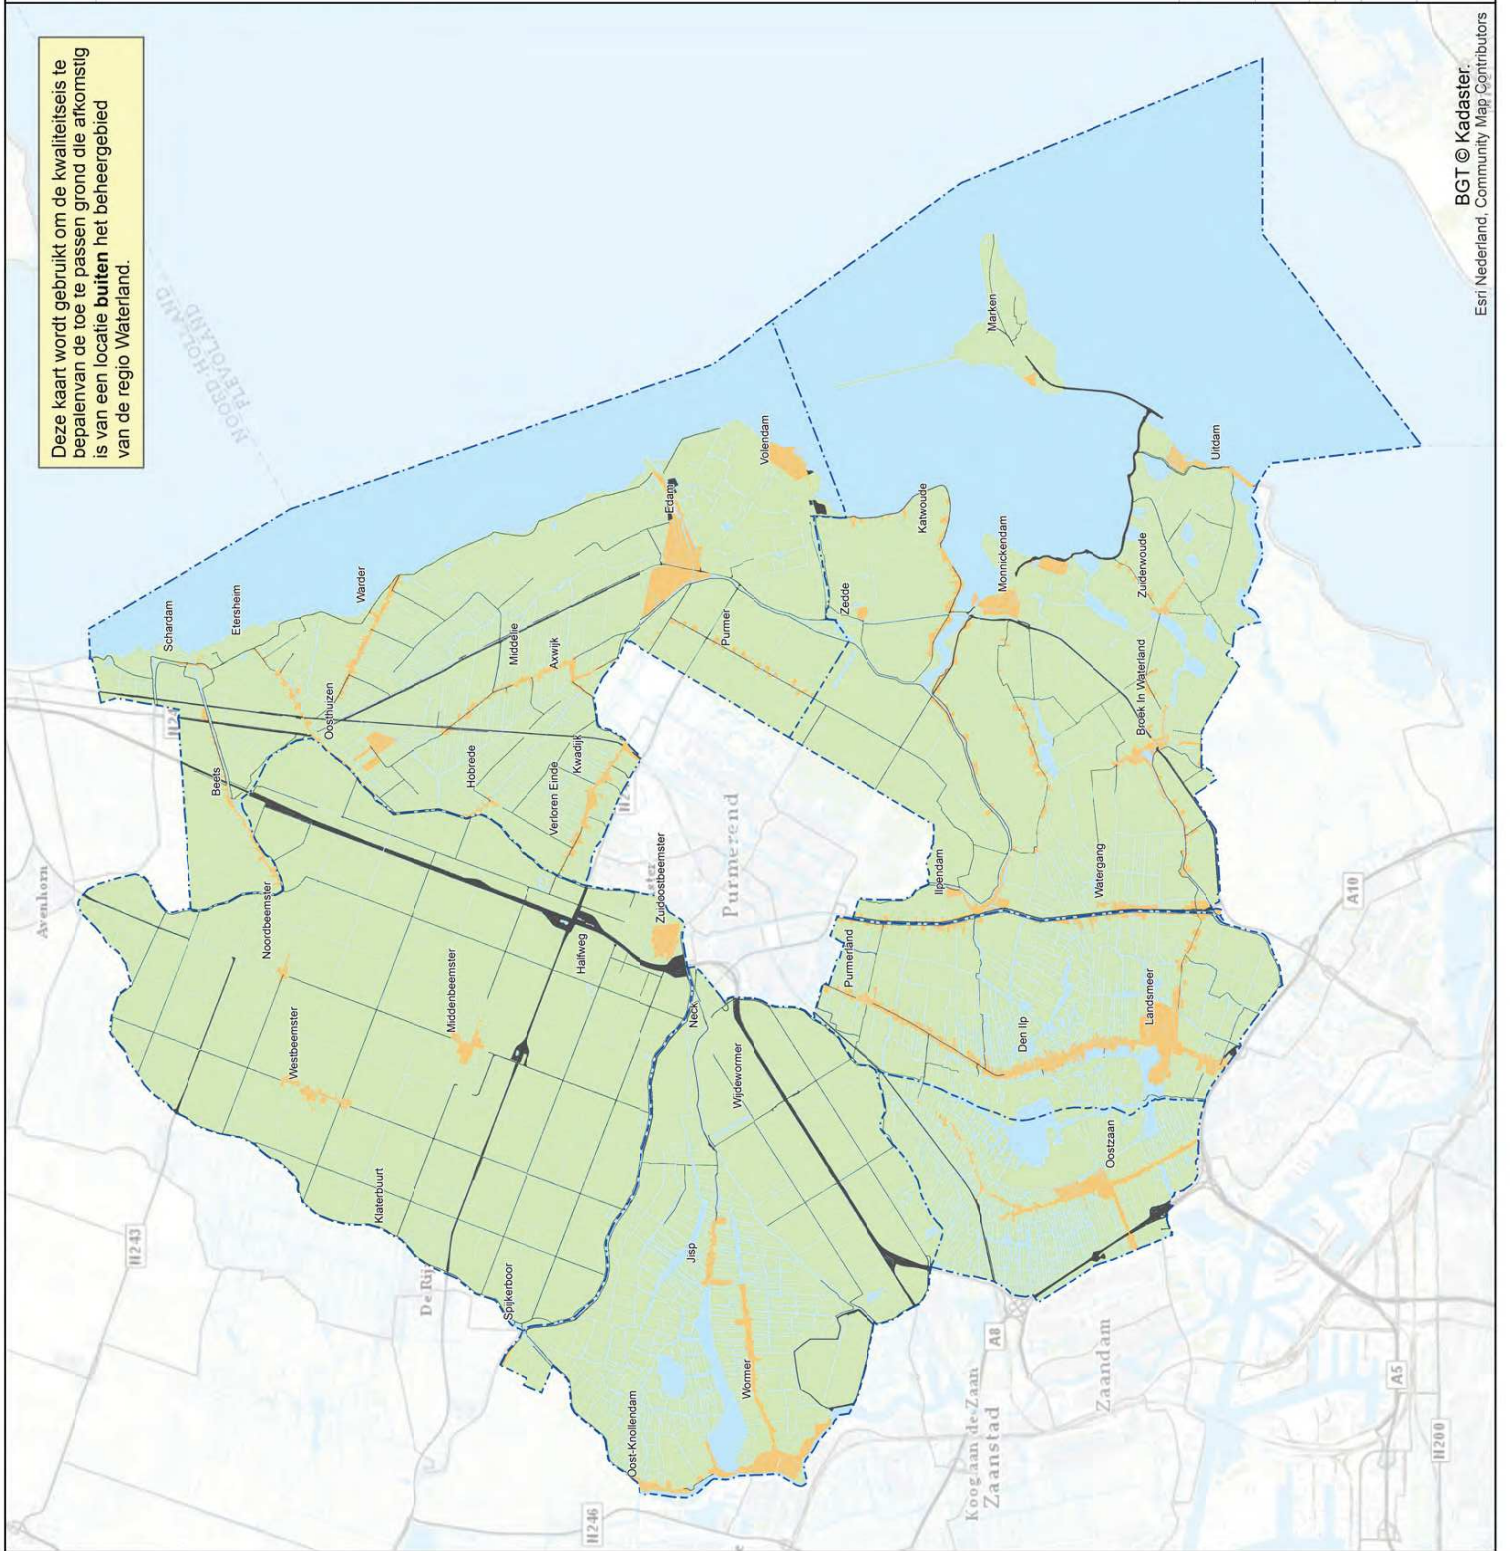 Deze kaart wordt gebruikt om de kwaliteitseis te
bepalenvan de toe te passen grond die afkomstig
is van een locatie buiten het beheergebied
van de regio Waterland.
NOORD-HOLLAND
FLEVOLAND
Avenhorn
Schardam
Etersheim
Warder
Beets
Oosthuizen
Middelie
Axwijk
Edam
Volendam
Hobrede
Kwadijk
Verloren Einde
Purmer
Noordbeemster
Westbeemster
Middenbeemster
Halfweg
Zuidoostbeemster
Purmerend
Klaterbuurt
N243
De Rij
Spijkerboor
Neck
Wijdewormer
Jisp
Wormer
Oost-Knollendam
N246
Marken
Zedde
Katwoude
Monnickendam
Zuiderwoude
Uitdam
Broek In Waterland
Ilpendam
Watergang
Purmerland
Den Ilp
Landsmeer
Oostzaan
A10
A8
Koog aan de Zaan
Zaanstad
Zaandam
A5
N200
BGT © Kadaster.
Esri Nederland, Community Map Contributors